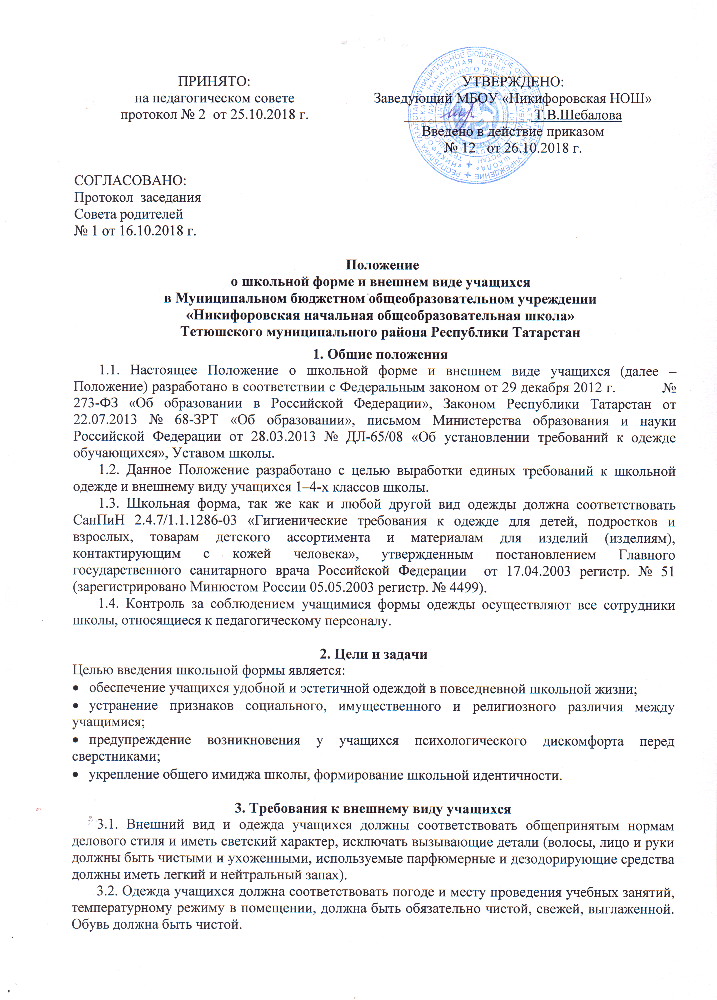 ПРИНЯТО:
на педагогическом совете
протокол № 2 от 25.10.2018 г.
УТВЕРЖДЕНО:
Заведующий МБОУ «Никифоровская НОШ»
Т.В.Шебалова
Введено в действие приказом
№ 12 от 26.10.2018 г.
СОГЛАСОВАНО:
Протокол заседания
Совета родителей
№ 1 от 16.10.2018 г.
Положение
о школьной форме и внешнем виде учащихся
в Муниципальном бюджетном общеобразовательном учреждении
«Никифоровская начальная общеобразовательная школа»
Тетюшского муниципального района Республики Татарстан
1. Общие положения
1.1. Настоящее Положение о школьной форме и внешнем виде учащихся (далее –
Положение) разработано в соответствии с Федеральным законом от 29 декабря 2012 г. №
273-ФЗ «Об образовании в Российской Федерации», Законом Республики Татарстан от
22.07.2013 № 68-ЗРТ «Об образовании», письмом Министерства образования и науки
Российской Федерации от 28.03.2013 № ДЛ-65/08 «Об установлении требований к одежде
обучающихся», Уставом школы.
1.2. Данное Положение разработано с целью выработки единых требований к школьной
одежде и внешнему виду учащихся 1–4-х классов школы.
1.3. Школьная форма, так же как и любой другой вид одежды должна соответствовать
СанПиН 2.4.7/1.1.1286-03 «Гигиенические требования к одежде для детей, подростков и
взрослых, товарам детского ассортимента и материалам для изделий (изделиям),
контактирующим с кожей человека», утвержденным постановлением Главного
государственного санитарного врача Российской Федерации от 17.04.2003 регистр. № 51
(зарегистрировано Минюстом России 05.05.2003 регистр. № 4499).
1.4. Контроль за соблюдением учащимися формы одежды осуществляют все сотрудники
школы, относящиеся к педагогическому персоналу.
2. Цели и задачи
Целью введения школьной формы является:
• обеспечение учащихся удобной и эстетичной одеждой в повседневной школьной жизни;
• устранение признаков социального, имущественного и религиозного различия между
учащимися;
• предупреждение возникновения у учащихся психологического дискомфорта перед
сверстниками;
• укрепление общего имиджа школы, формирование школьной идентичности.
3. Требования к внешнему виду учащихся
3.1. Внешний вид и одежда учащихся должны соответствовать общепринятым нормам
делового стиля и иметь светский характер, исключать вызывающие детали (волосы, лицо и руки
должны быть чистыми и ухоженными, используемые парфюмерные и дезодорирующие средства
должны иметь легкий и нейтральный запах).
3.2. Одежда учащихся должна соответствовать погоде и месту проведения учебных занятий,
температурному режиму в помещении, должна быть обязательно чистой, свежей, выглаженной.
Обувь должна быть чистой.